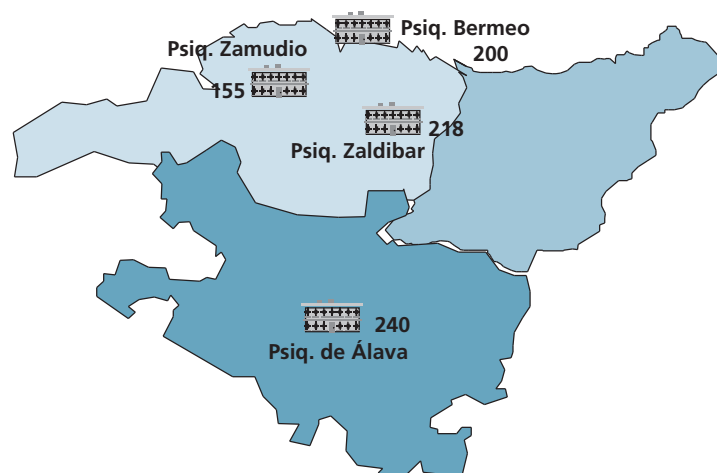 Psiq. Bermeo
200
Psiq. Zamudio
155
218
Psiq. Zaldibar
240
Psiq. de Álava